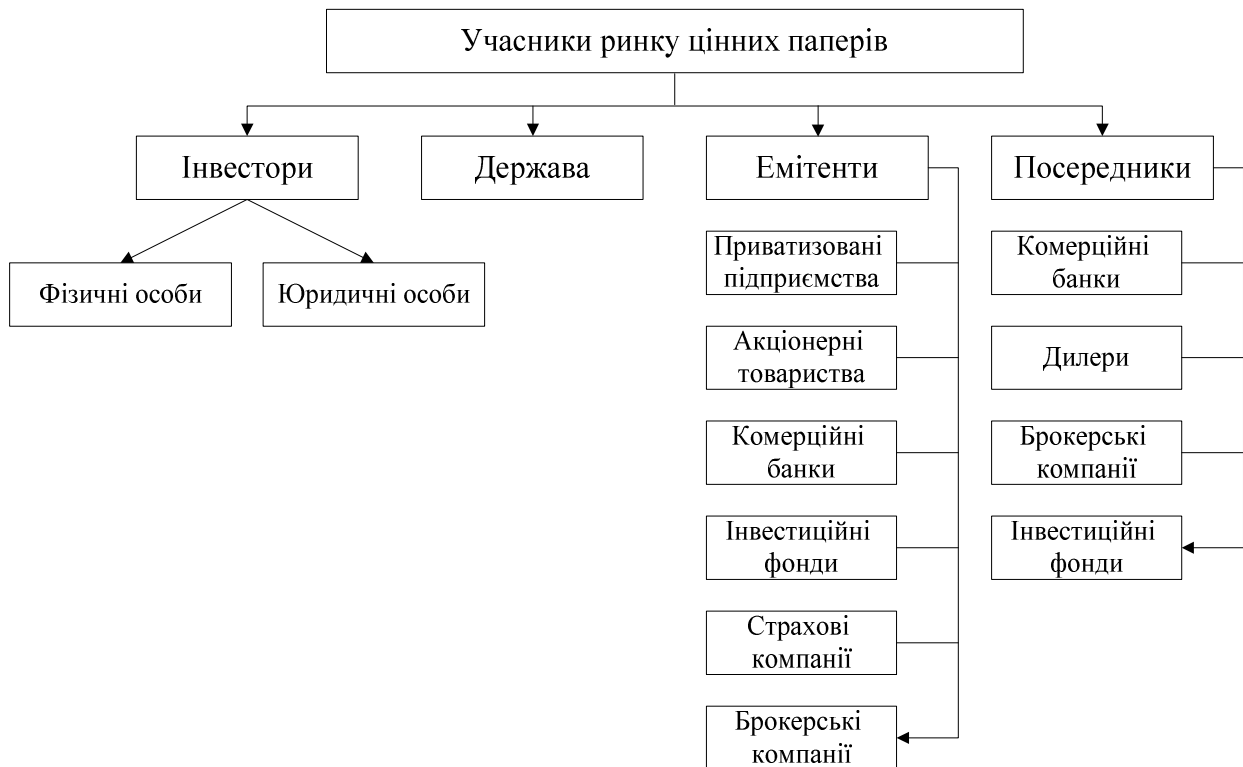 Учасники ринку цінних паперів
Інвестори
Держава
Емітенти
Посередники
Фізичні особи
Юридичні особи
Приватизовані
підприємства
Акціонерні
товариства
Комерційні
банки
Інвестиційні
фонди
Страхові
компанії
Брокерські
компанії
Комерційні
банки
Дилери
Брокерські
компанії
Інвестиційні
фонди